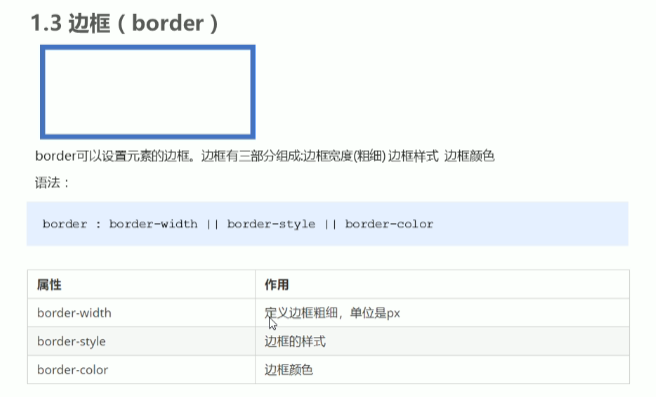 1.3 边框（border）
border可以设置元素的边框。边框有三部分组成:边框宽度(粗细) 边框样式 边框颜色
语法：
border : border-width || border-style || border-color
属性 作用
border-width 定义边框粗细，单位是px
border-style 边框的样式
border-color 边框颜色